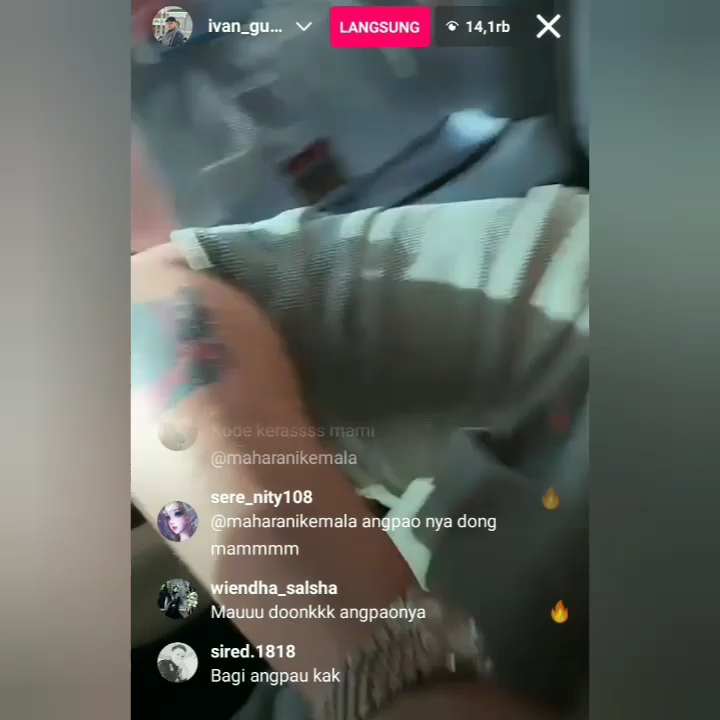 ivan_gu...
LANGSUNG
14,1rb
Kode kerassss mami
@maharanikemala
sere_nity108
@maharanikemala angpao nya dong
mammmm
wiendha_salsha
Mauuu doonkkk angpaonya
sired.1818
Bagi angpau kak